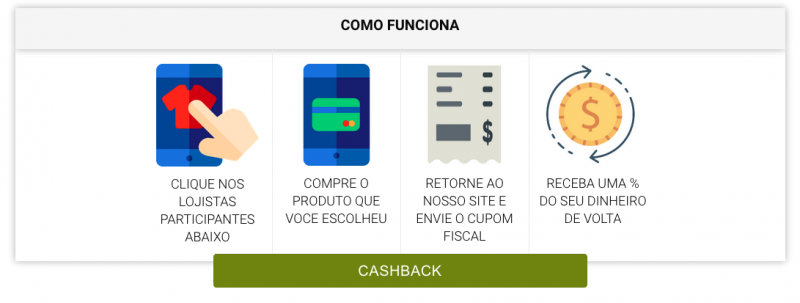 COMO FUNCIONA
CLIQUE NOS
LOJISTAS
PARTICIPANTES
ABAIXO
COMPRE O
PRODUTO QUE
VOCE ESCOLHEU
$
RETORNE AO
NOSSO SITE E
ENVIE O CUPOM
FISCAL
$
RECEBA UMA %
DO SEU DINHEIRO
DE VOLTA
CASHBACK